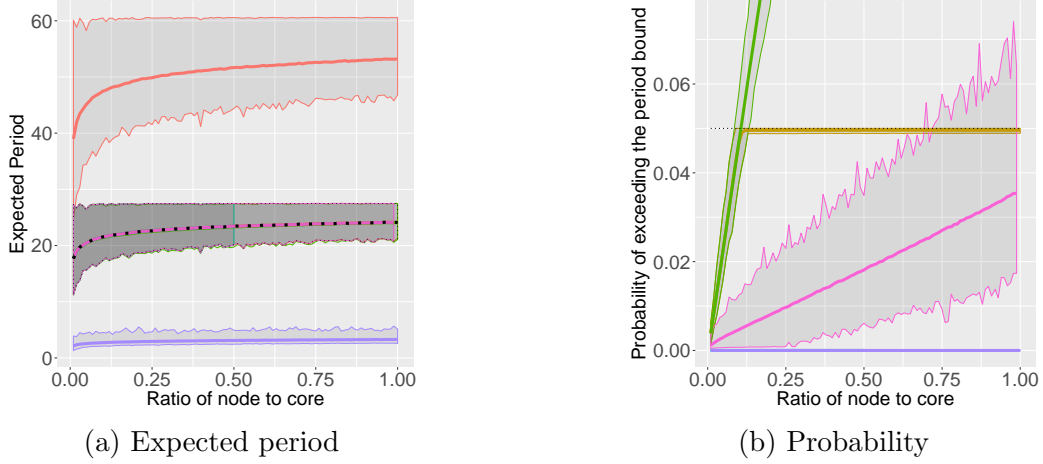 60
40
20
0
Expected Period
0.00 0.25 0.50 0.75 1.00
Ratio of node to core
(a) Expected period
0.06
0.04
0.02
0.00
Probability of exceeding the period bound
0.00 0.25 0.50 0.75 1.00
Ratio of node to core
(b) Probability